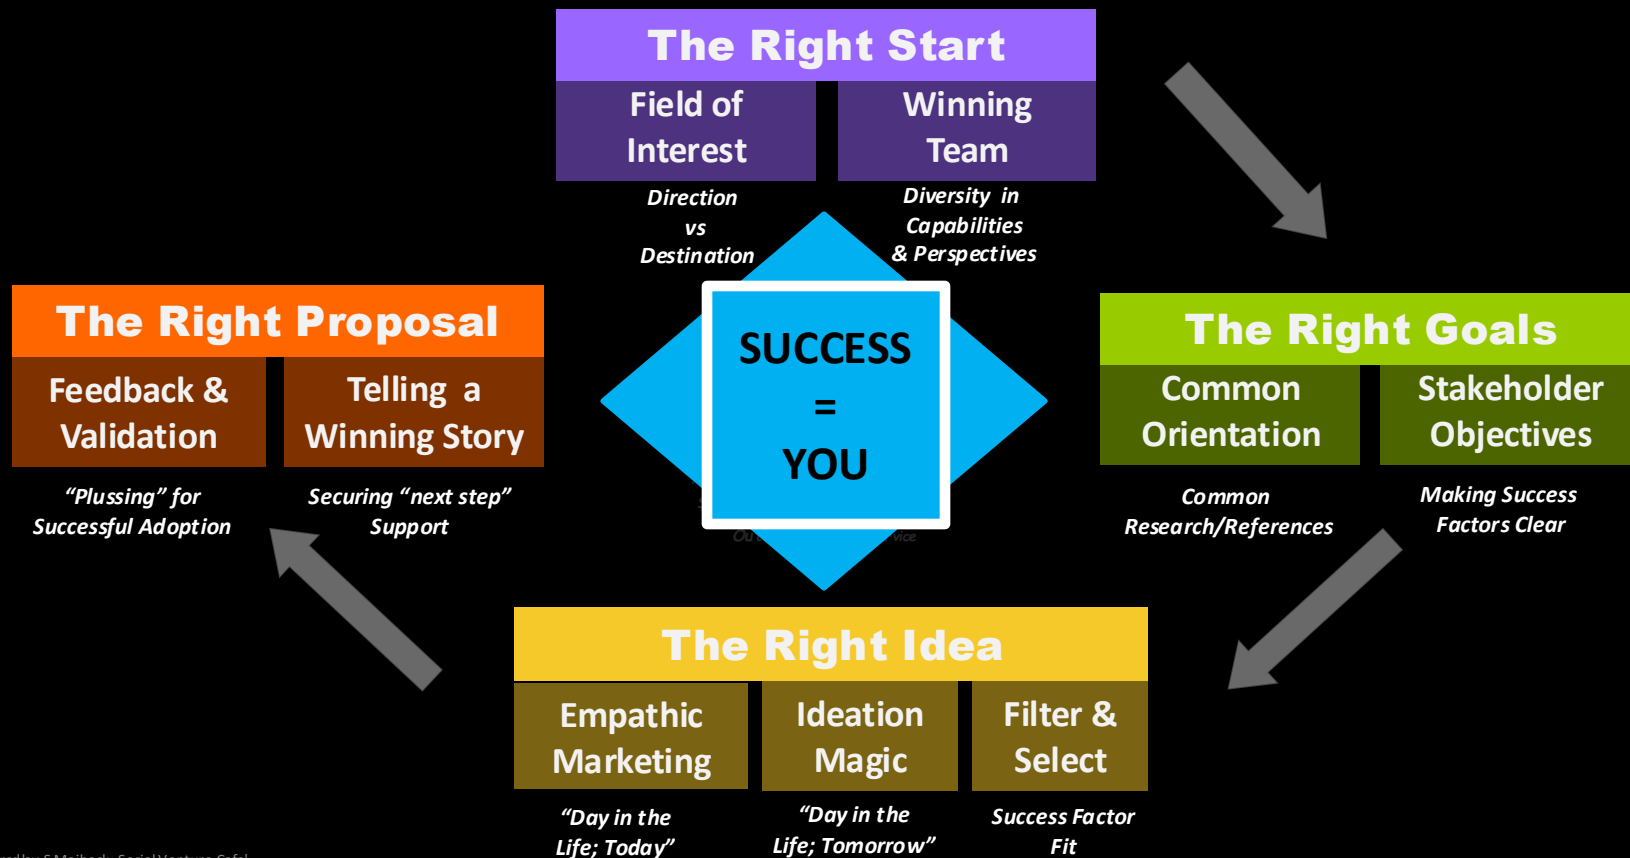 The Right Start
Field of
Interest
Winning
Team
Direction
vs
Destination
Diversity in
Capabilities
& Perspectives
The Right Proposal
Feedback &
Validation
Telling a
Winning Story
“Plussing” for
Successful Adoption
Securing “next step”
Support
SUCCESS
=
YOU
The Right Goals
Common
Orientation
Stakeholder
Objectives
Common
Research/References
Making Success
Factors Clear
The Right Idea
Empathic
Marketing
Ideation
Magic
Filter &
Select
“Day in the
Life; Today”
“Day in the
Life; Tomorrow”
Success Factor
Fit